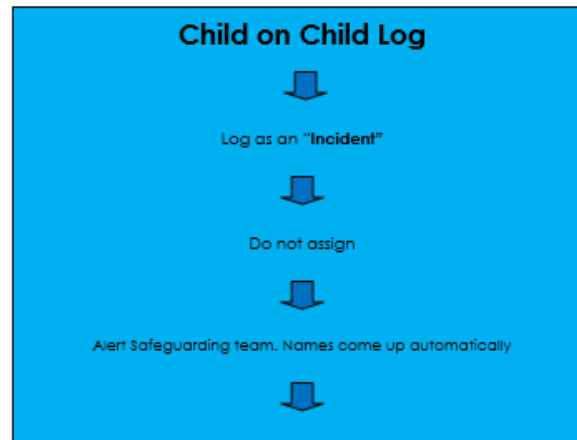 Child on Child Log
Log as an “Incident”
Do not assign
Alert Safeguarding team. Names come up automatically